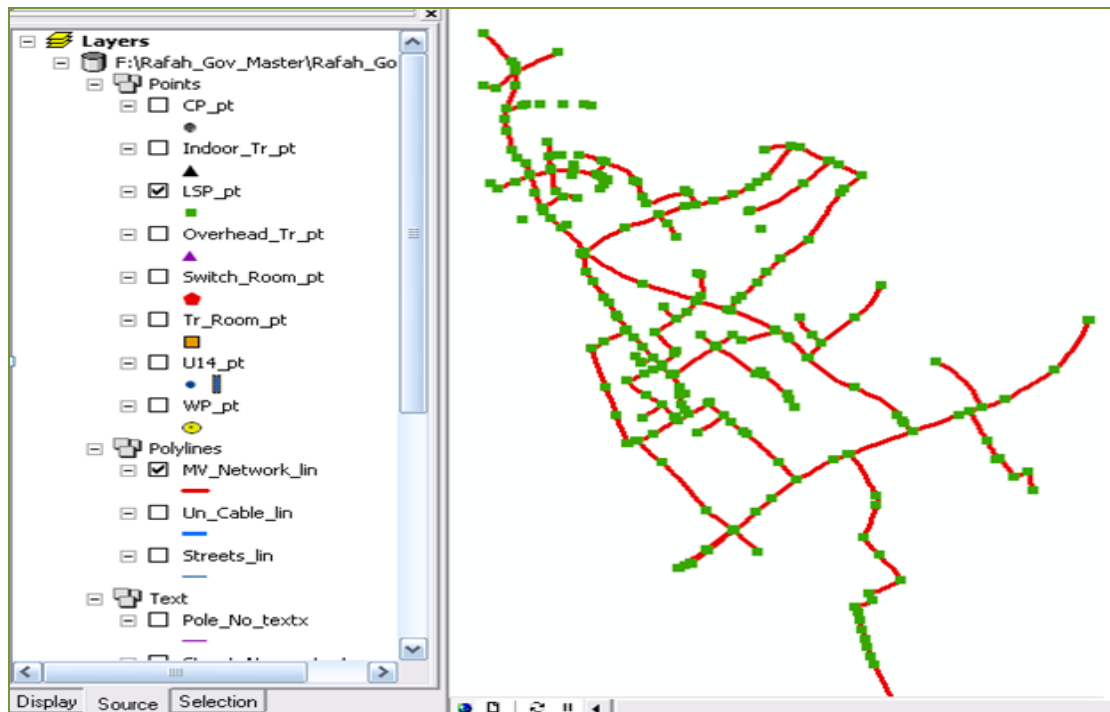 Layers
F:\Rafah_Gov_Master\Rafah_Go
Points
CP_pt
Indoor_Tr_pt
LSP_pt
Overhead_Tr_pt
Switch_Room_pt
Tr_Room_pt
U14_pt
WP_pt
Polylines
MV_Network_lin
Un_Cable_lin
Streets_lin
Text
Pole_No_textx
Display Source Selection